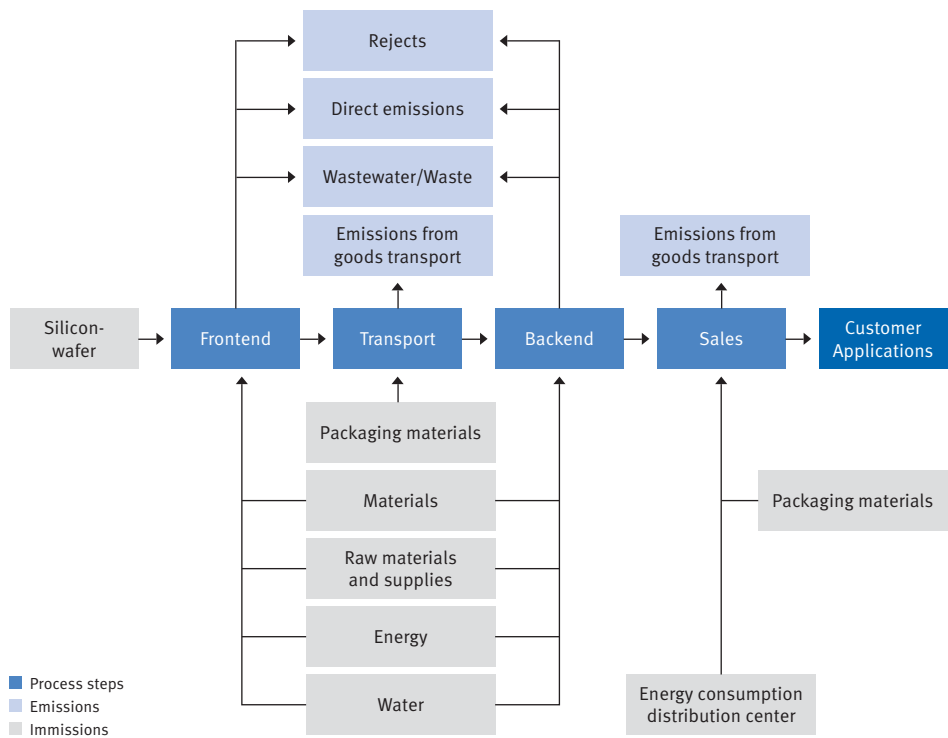 Rejects
Direct emissions
Wastewater/Waste
Emissions from
goods transport
Emissions from
goods transport
Silicon-
wafer
Frontend
Transport
Backend
Sales
Customer
Applications
Packaging materials
Materials
Packaging materials
Raw materials
and supplies
Energy
Water
Energy consumption
distribution center
Process steps
Emissions
Immissions